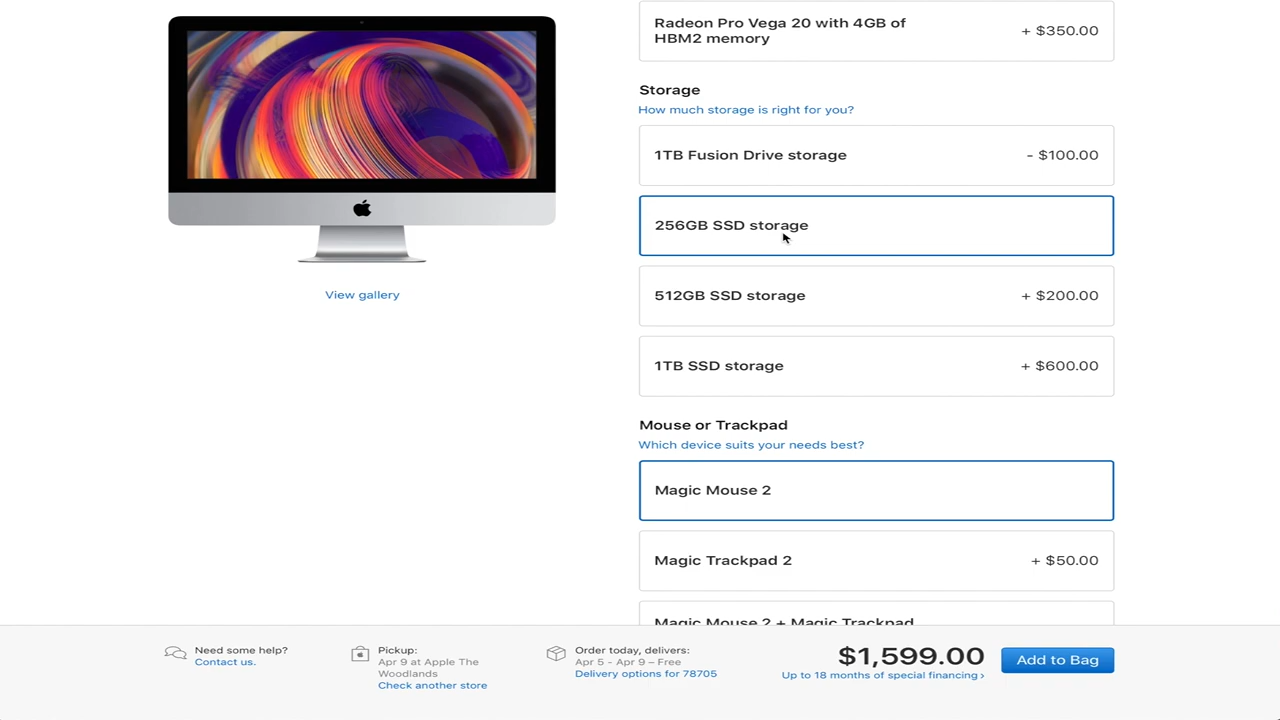 Radeon Pro Vega 20 with 4GB of
HBM2 memory
+ $350.00
Storage
How much storage is right for you?
1TB Fusion Drive storage
- $100.00
256GB SSD storage
512GB SSD storage
+ $200.00
1TB SSD storage
+ $600.00
View gallery
Mouse or Trackpad
Which device suits your needs best?
Magic Mouse 2
Magic Trackpad 2
+ $50.00
Magic Mouse 2 + Magic Trackpad
Need some help?
Contact us.
Pickup:
Apr 9 at Apple The
Woodlands
Check another store
Order today, delivers:
Apr 5 - Apr 9 – Free
Delivery options for 78705
$1,599.00
Up to 18 months of special financing ›
Add to Bag